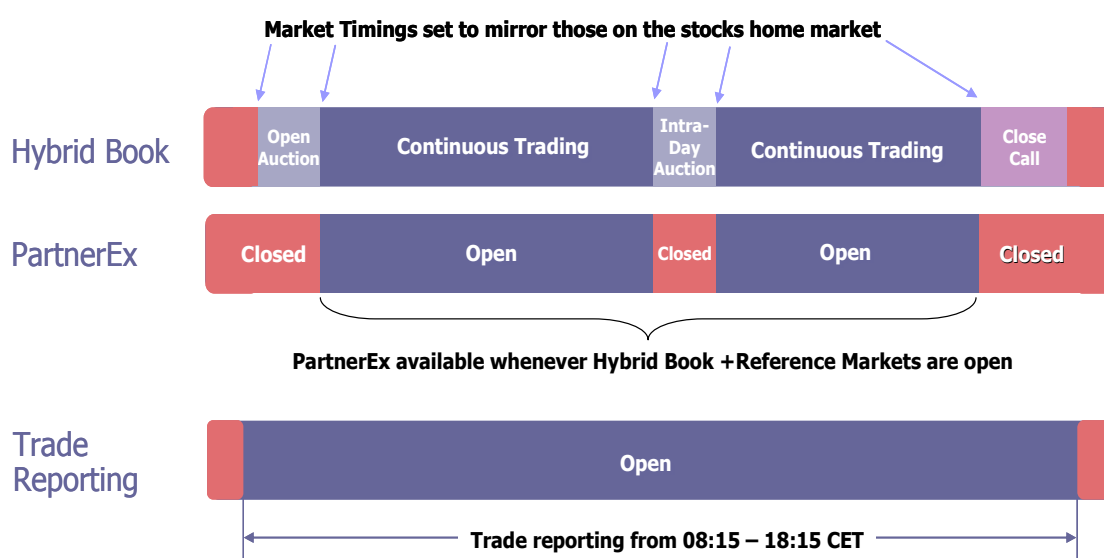 Market Timings set to mirror those on the stocks home market
Hybrid Book
Open
Auction
Continuous Trading
Intra-
Day
Auction
Continuous Trading
Close
Call
PartnerEx
Closed
Open
Closed
Open
Closed
PartnerEx available whenever Hybrid Book +Reference Markets are open
Trade
Reporting
Open
Trade reporting from 08:15 – 18:15 CET